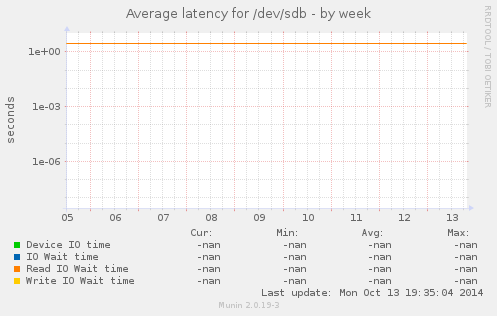 Average latency for /dev/sdb - by week
RRDTOOL / TOBI OETIKER
seconds
1e+00
1e-03
1e-06
05 06 07 08 09 10 11 12 13
Cur: Min: Avg: Max:
Device IO time -nan -nan -nan -nan
IO Wait time -nan -nan -nan -nan
Read IO Wait time -nan -nan -nan -nan
Write IO Wait time -nan -nan -nan -nan
Last update: Mon Oct 13 19:35:04 2014
Munin 2.0.19-3